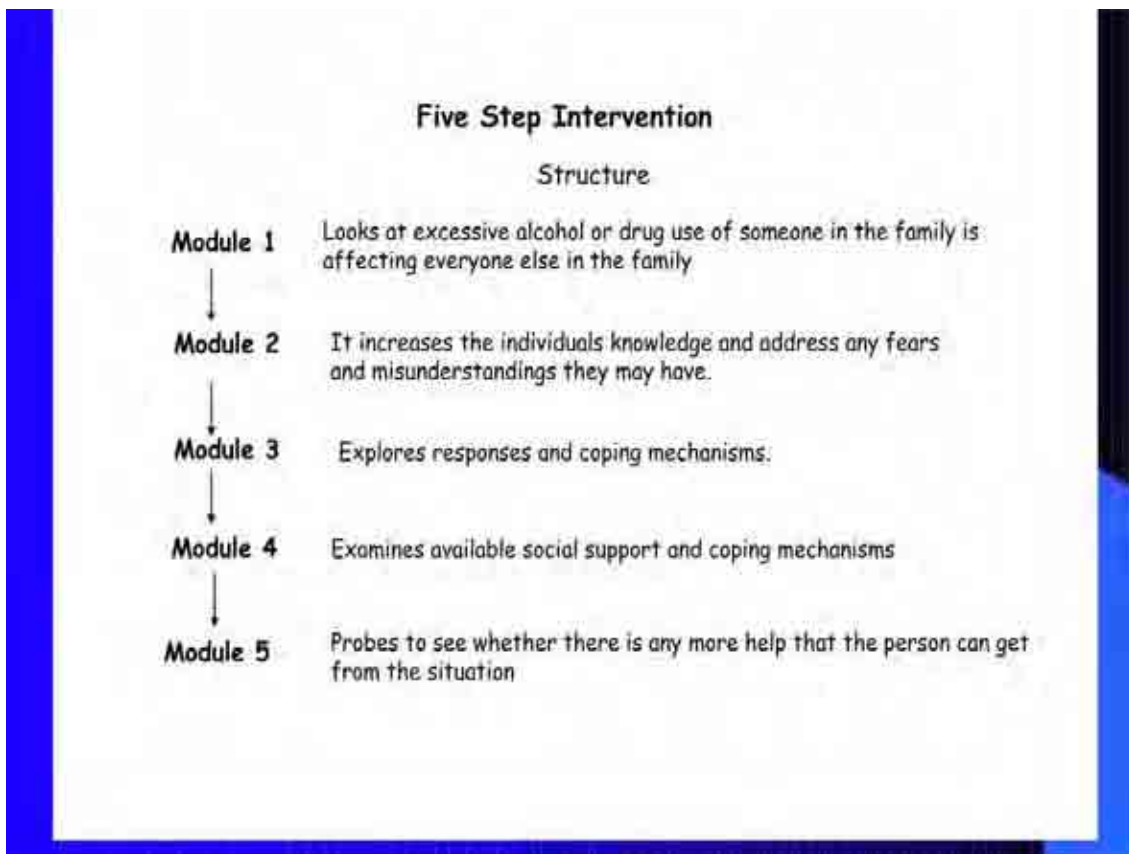 Five Step Intervention
Structure
Module 1 Looks at excessive alcohol or drug use of someone in the family is
affecting everyone else in the family
Module 2 It increases the individuals knowledge and address any fears
and misunderstandings they may have.
Module 3 Explores responses and coping mechanisms.
Module 4 Examines available social support and coping mechanisms
Module 5 Probes to see whether there is any more help that the person can get
from the situation